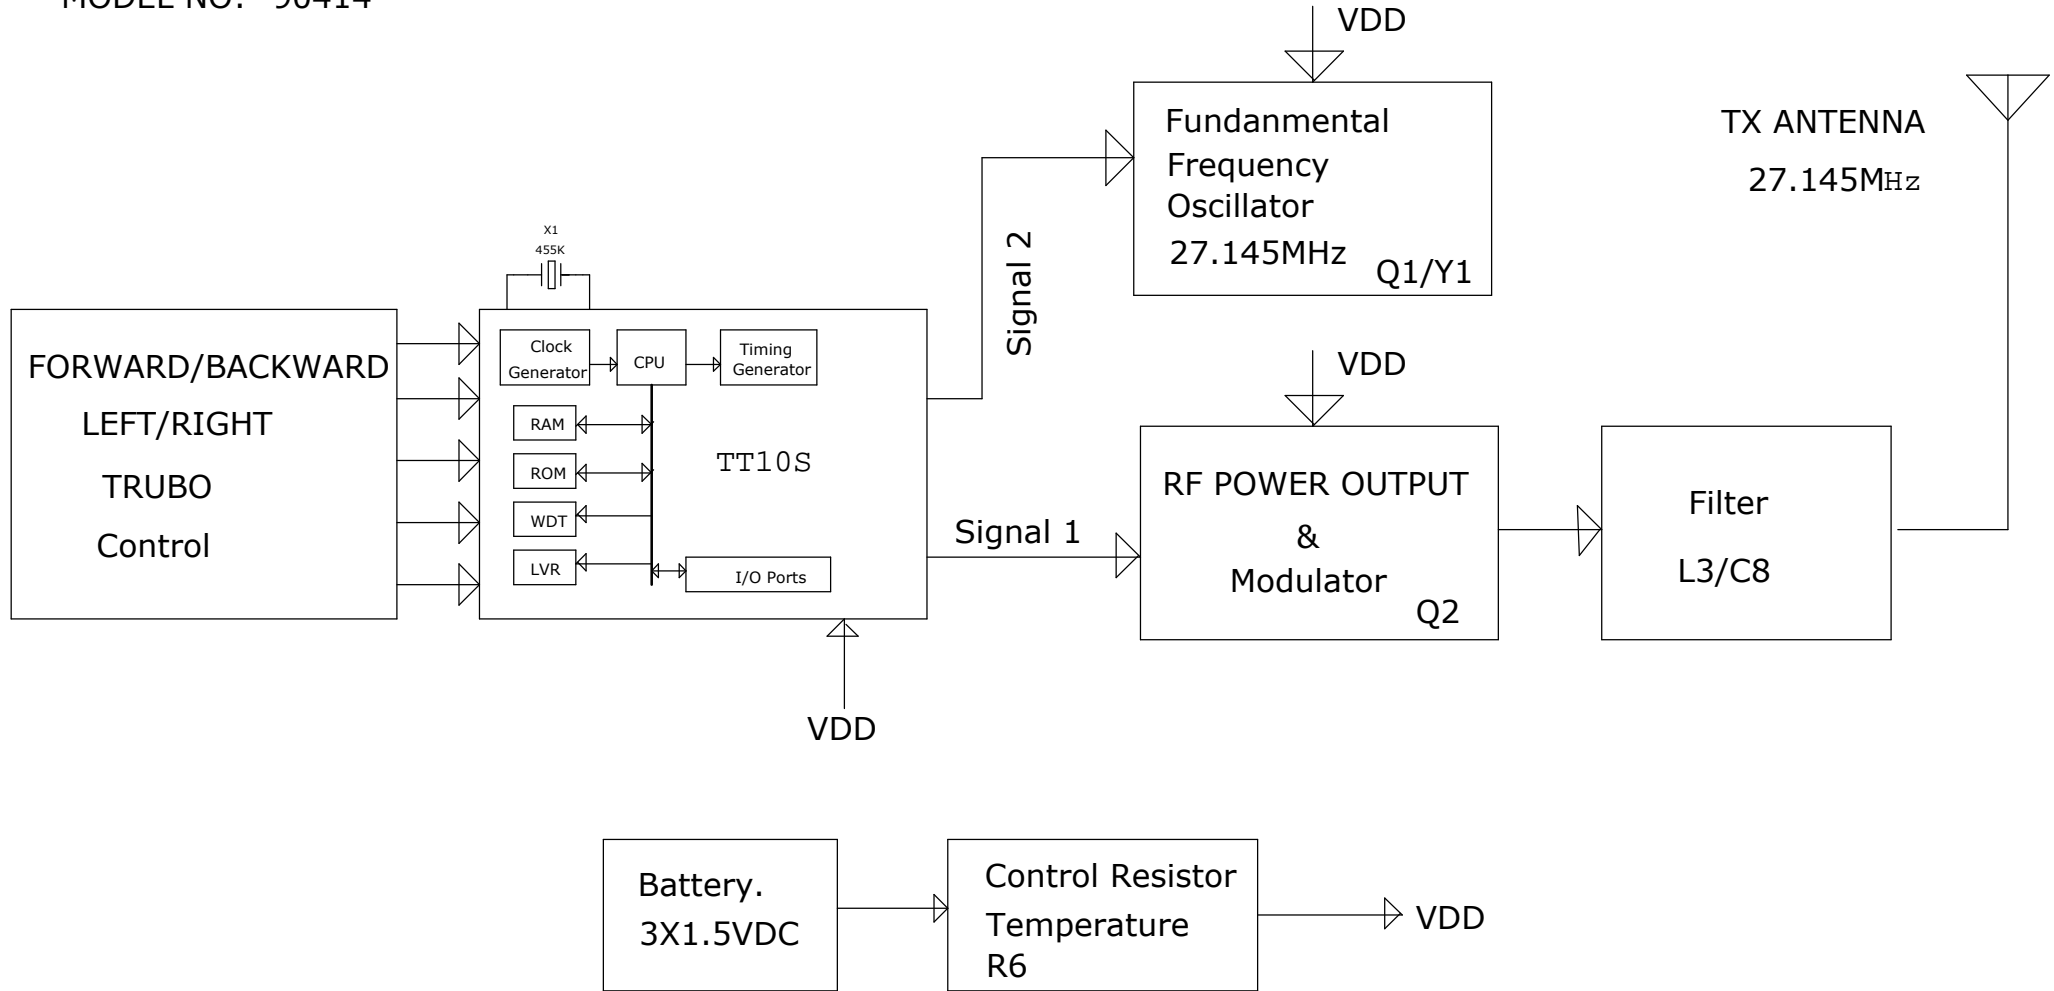 MODEL NO: 90414
VDD
Fundanmental
Frequency
Oscillator
27.145MHz
Q1/Y1
TX ANTENNA
27.145MHz
X1
455K
Signal 2
FORWARD/BACKWARD
LEFT/RIGHT
TRUBO
Control
Clock
Generator
CPU
Timing
Generator
RAM
ROM
WDT
LVR
I/O Ports
TT10S
VDD
Signal 1
VDD
RF POWER OUTPUT
&
Modulator
Q2
Filter
L3/C8
Battery.
3X1.5VDC
Control Resistor
Temperature
R6
VDD